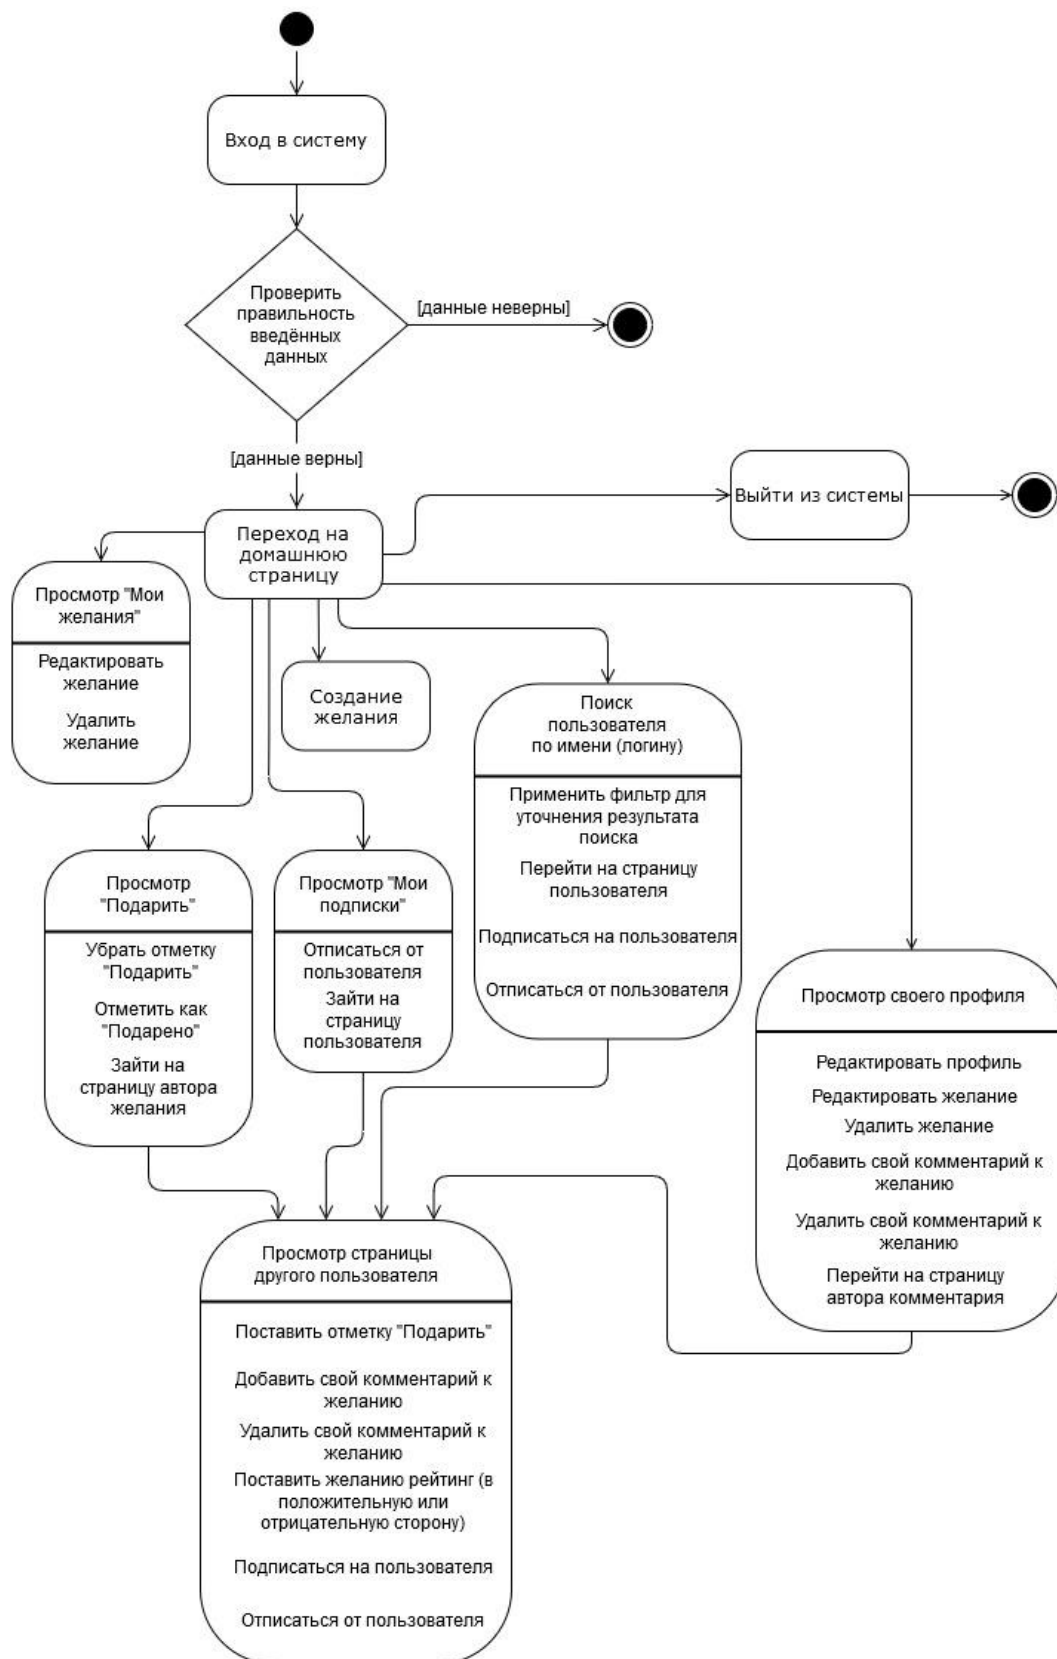 Вход в систему
Проверить
правильность
введённых
данных
[данные неверны]
[данные верны]
Выйти из системы
Переход на
домашнюю
страницу
Просмотр "Мои
желания"
Редактировать
желание
Удалить
желание
Создание
желания
Поиск
пользователя
по имени (логину)
Применить фильтр для
уточнения результата
поиска
Перейти на страницу
пользователя
Подписаться на пользователя
Отписаться от пользователя
Просмотр
"Подарить"
Убрать отметку
"Подарить"
Отметить как
"Подарено"
Зайти на
страницу автора
желания
Просмотр "Мои
подписки"
Отписаться от
пользователя
Зайти на
страницу
пользователя
Просмотр своего профиля
Редактировать профиль
Редактировать желание
Удалить желание
Добавить свой комментарий к
желанию
Удалить свой комментарий к
желанию
Перейти на страницу
автора комментария
Просмотр страницы
другого пользователя
Поставить отметку "Подарить"
Добавить свой комментарий к
желанию
Удалить свой комментарий к
желанию
Поставить желанию рейтинг (в
положительную или
отрицательную сторону)
Подписаться на пользователя
Отписаться от пользователя